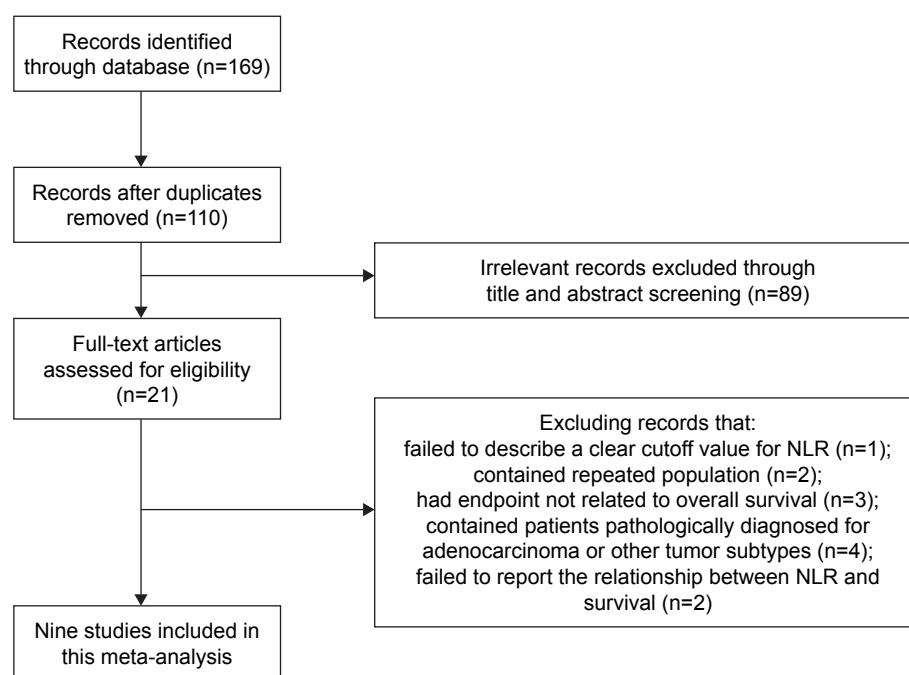 Records identified
through database (n=169)
Records after duplicates
removed (n=110)
Irrelevant records excluded through
title and abstract screening (n=89)
Full-text articles
assessed for eligibility
(n=21)
Excluding records that:
failed to describe a clear cutoff value for NLR (n=1);
contained repeated population (n=2);
had endpoint not related to overall survival (n=3);
contained patients pathologically diagnosed for
adenocarcinoma or other tumor subtypes (n=4);
failed to report the relationship between NLR and
survival (n=2)
Nine studies included in
this meta-analysis